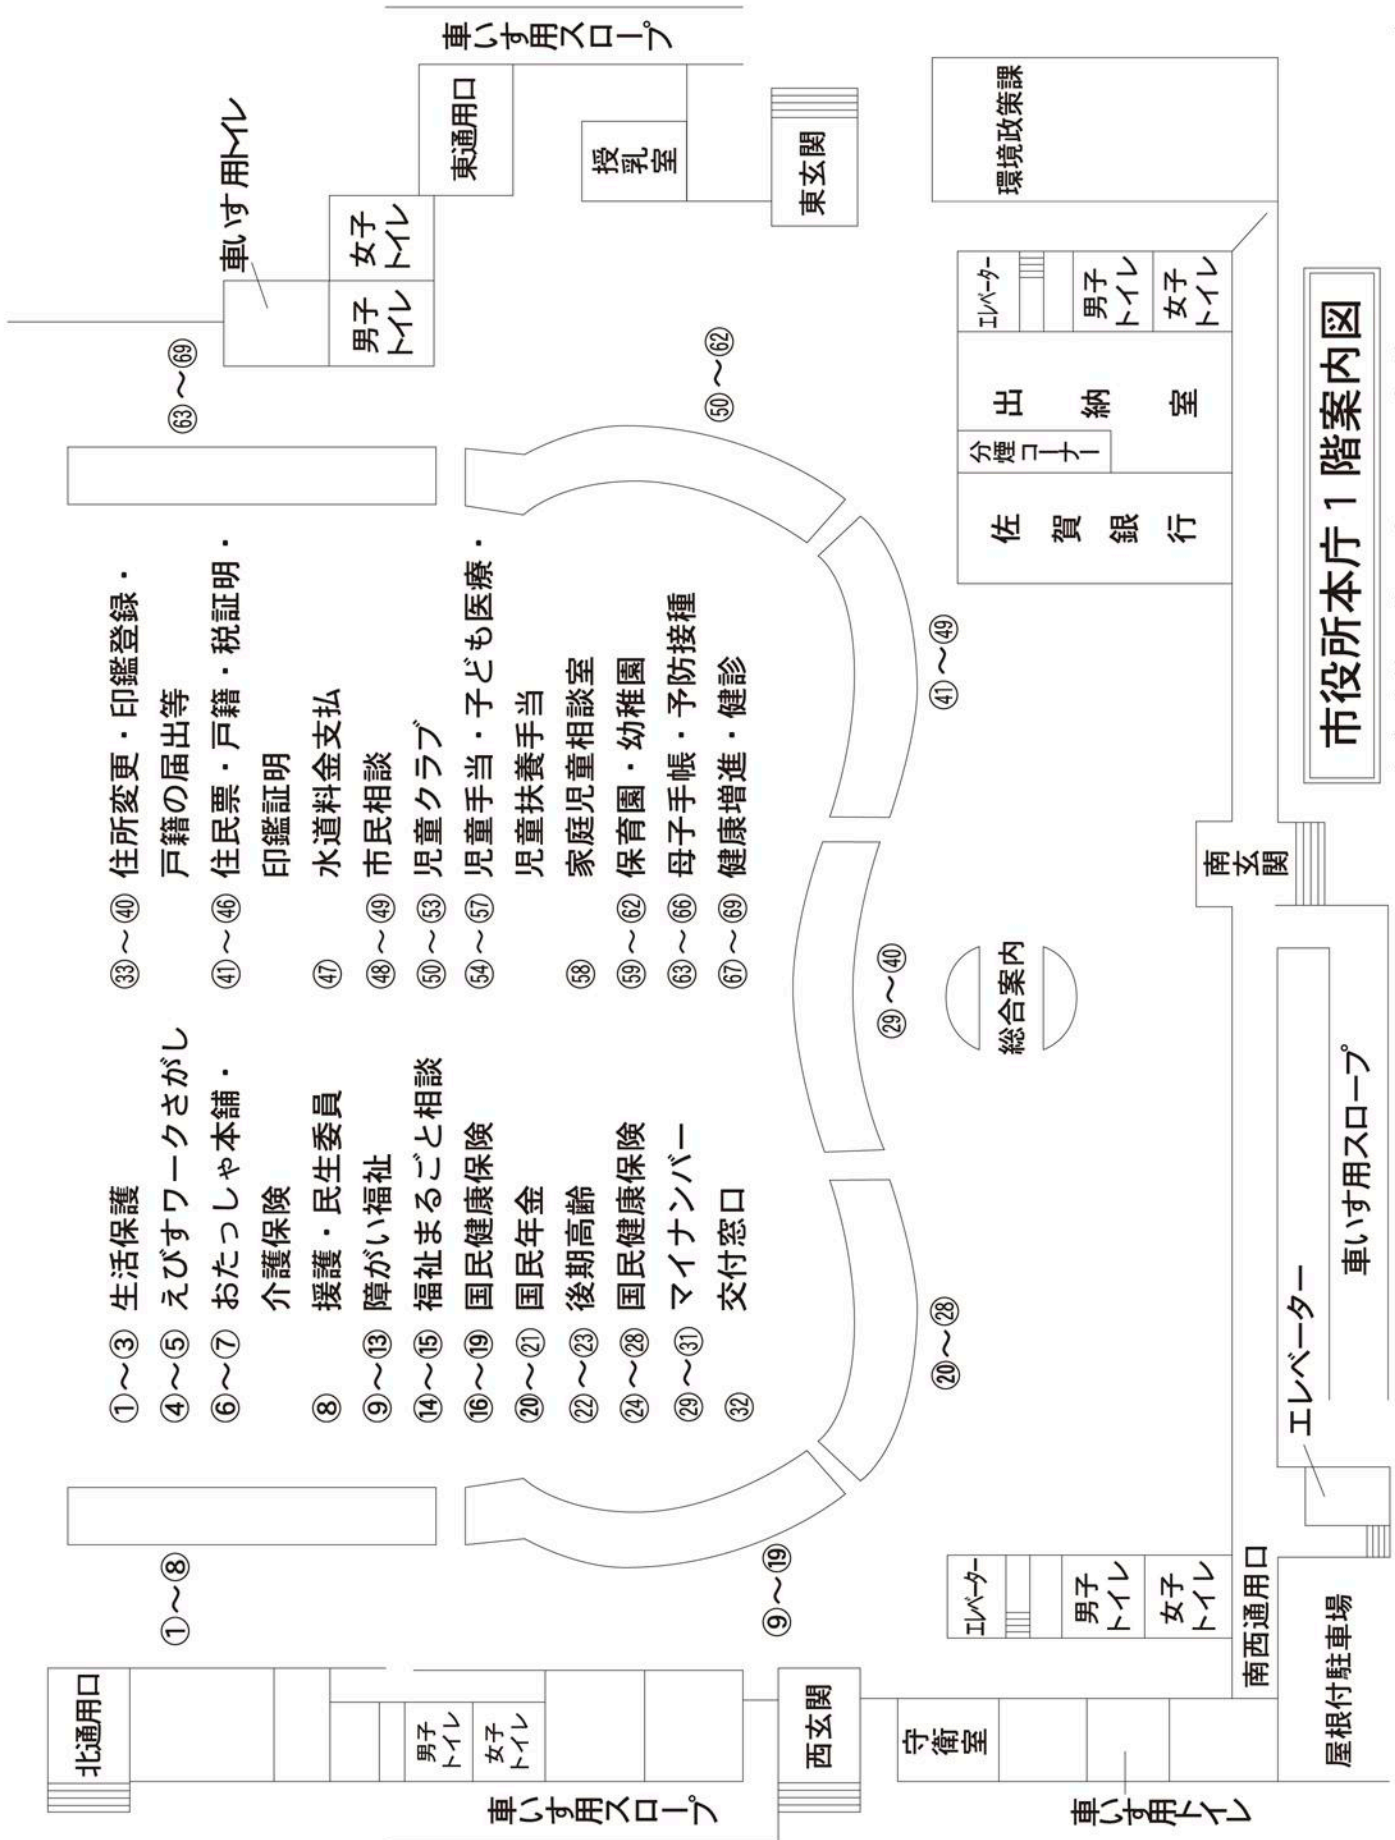 市役所本庁１階案内図
①～③ 生活保護
④～⑤ えびすワークさがし
⑥～⑦ おたっしゃ本舗・
介護保険
⑧ 援護・民生委員
⑨～⑬ 障がい福祉
⑭～⑮ 福祉まるごと相談
⑯～⑲ 国民健康保険
⑳～㉑ 国民年金
㉒～㉓ 後期高齢
㉔～㉘ 国民健康保険
㉙～㉛ マイナンバー
㉜ 交付窓口
㉝～㊵ 住所変更・印鑑登録・
戸籍の届出等
㊶～㊻ 住民票・戸籍・税証明・
印鑑証明
㊼ 水道料金支払
㊽～㊾ 市民相談
㊿～53 児童クラブ
54～57 児童手当・子ども医療・
児童扶養手当
58 家庭児童相談室
59～62 保育園・幼稚園
63～66 母子手帳・予防接種
67～69 健康増進・健診
北通用口
①～⑧
63～69
車いす用トイレ
男子
トイレ
女子
トイレ
東通用口
車いす用スロープ
男子
トイレ
女子
トイレ
車いす用スロープ
授
乳
室
西玄関
⑨～⑲
㊿～62
東玄関
⑳～㉘
㉙～㊵
㊶～㊾
総合案内
守
衛
室
車いす用トイレ
エレベーター
男子
トイレ
女子
トイレ
佐賀銀行
分煙
コーナー
出納室
エレベーター
男子
トイレ
女子
トイレ
環境政策課
南西通用口
南
玄
関
屋根付駐車場
エレベーター
車いす用スロープ